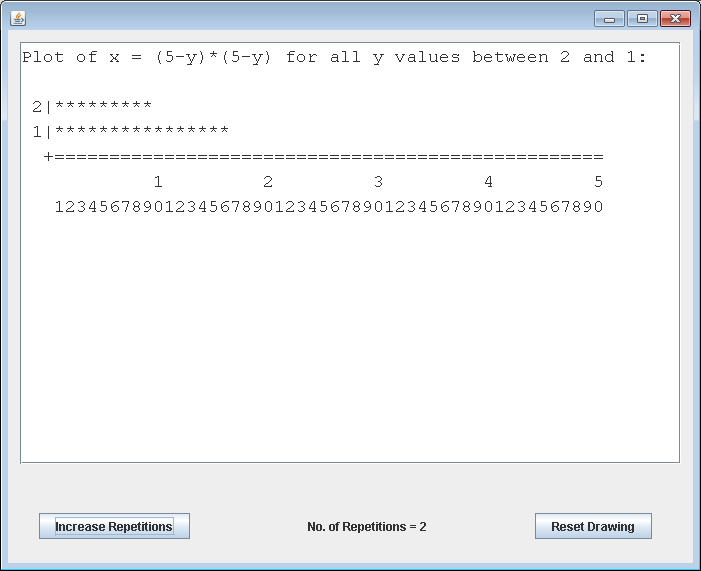 Plot of x = (5-y)*(5-y) for all y values between 2 and 1:
2|*********
1|****************
+==================================================
1         2         3         4         5
12345678901234567890123456789012345678901234567890
Increase Repetitions
No. of Repetitions = 2
Reset Drawing